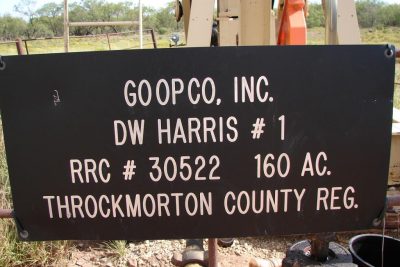 GOOPCO, INC.
DW HARRIS # 1
RRC # 30522 160 AC.
THROCKMORTON COUNTY REG.